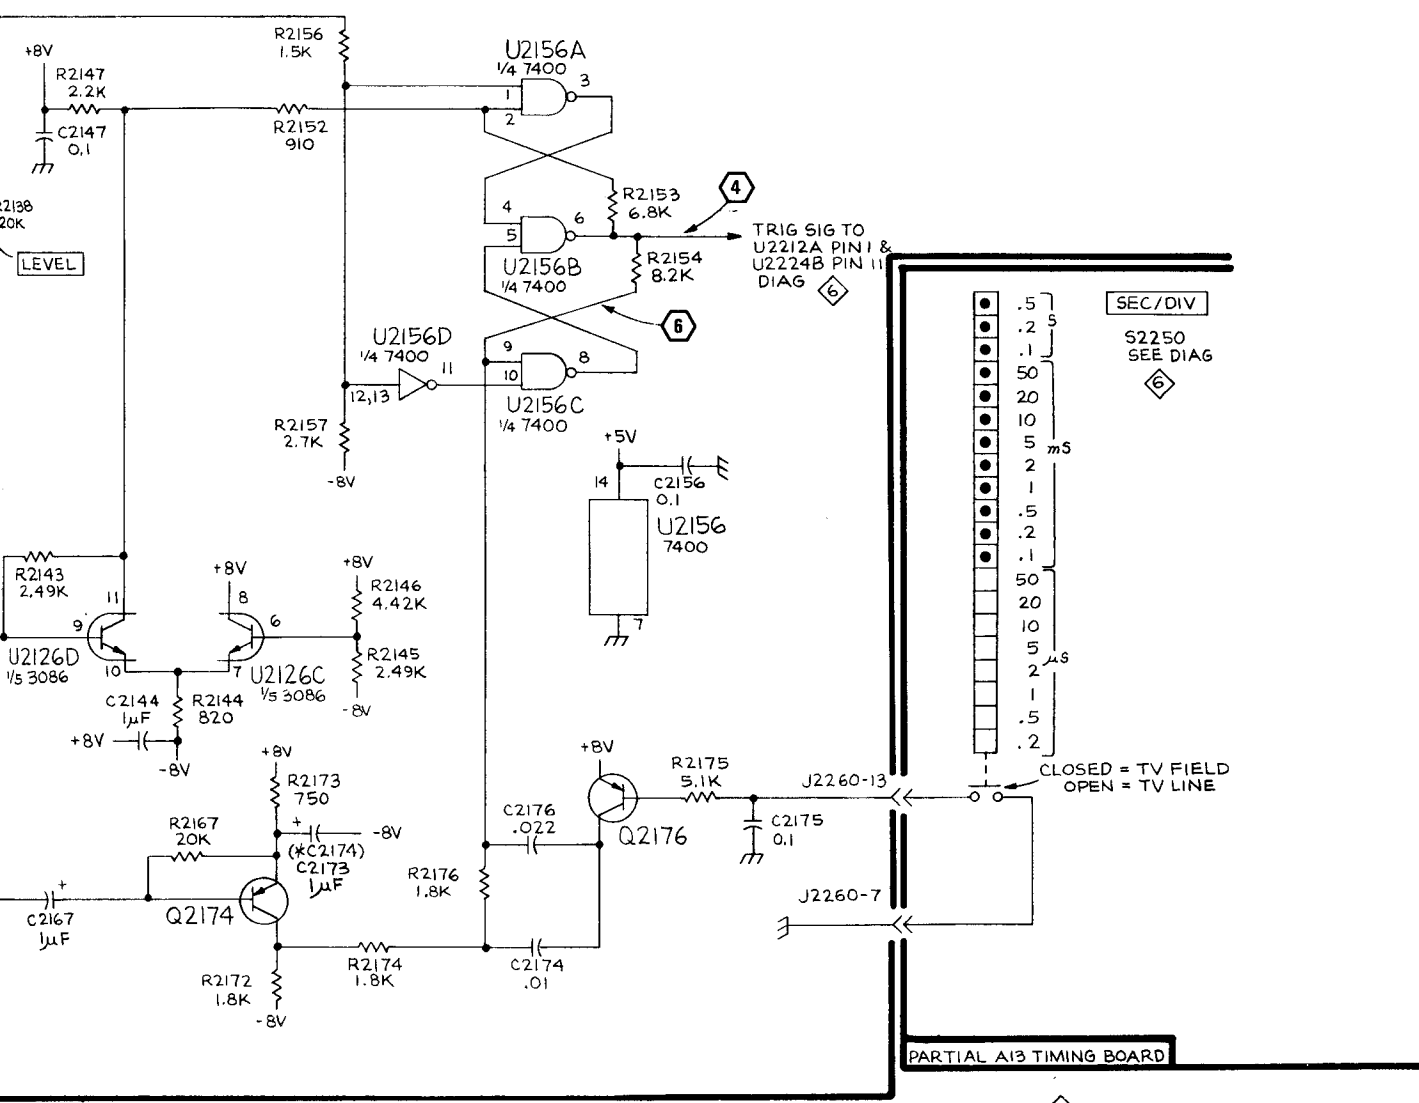 +8V
R2147
2.2K
C2147
0.1
R2156
1.5K
R2152
910
U2156A
1/4 7400
1
2
3
2138
20K
LEVEL
4
5
6
U2156B
1/4 7400
R2153
6.8K
4
TRIG SIG TO
U2212A PIN 1 &
U2224B PIN 11
DIAG 6
R2154
8.2K
6
U2156D
1/4 7400
12,13
11
9
10
8
U2156C
1/4 7400
R2157
2.7K
-8V
+5V
14
C2156
0.1
U2156
7400
7
R2143
2.49K
11
9
10
U2126D
1/5 3086
+8V
8
6
7
U2126C
1/5 3086
+8V
R2146
4.42K
R2145
2.49K
-8V
C2144
1µF
R2144
820
+8V
-8V
+8V
R2173
750
+
-8V
(*C2174)
C2173
1µF
R2167
20K
+
C2167
1µF
Q2174
R2172
1.8K
-8V
R2174
1.8K
R2176
1.8K
C2176
.022
C2174
.01
+8V
Q2176
R2175
5.1K
C2175
0.1
J2260-13
J2260-7
.5
.2
.1
S
50
20
10
5
2
1
.5
.2
.1
mS
50
20
10
5
2
1
.5
.2
µS
SEC/DIV
S2250
SEE DIAG
6
CLOSED = TV FIELD
OPEN = TV LINE
PARTIAL A13 TIMING BOARD